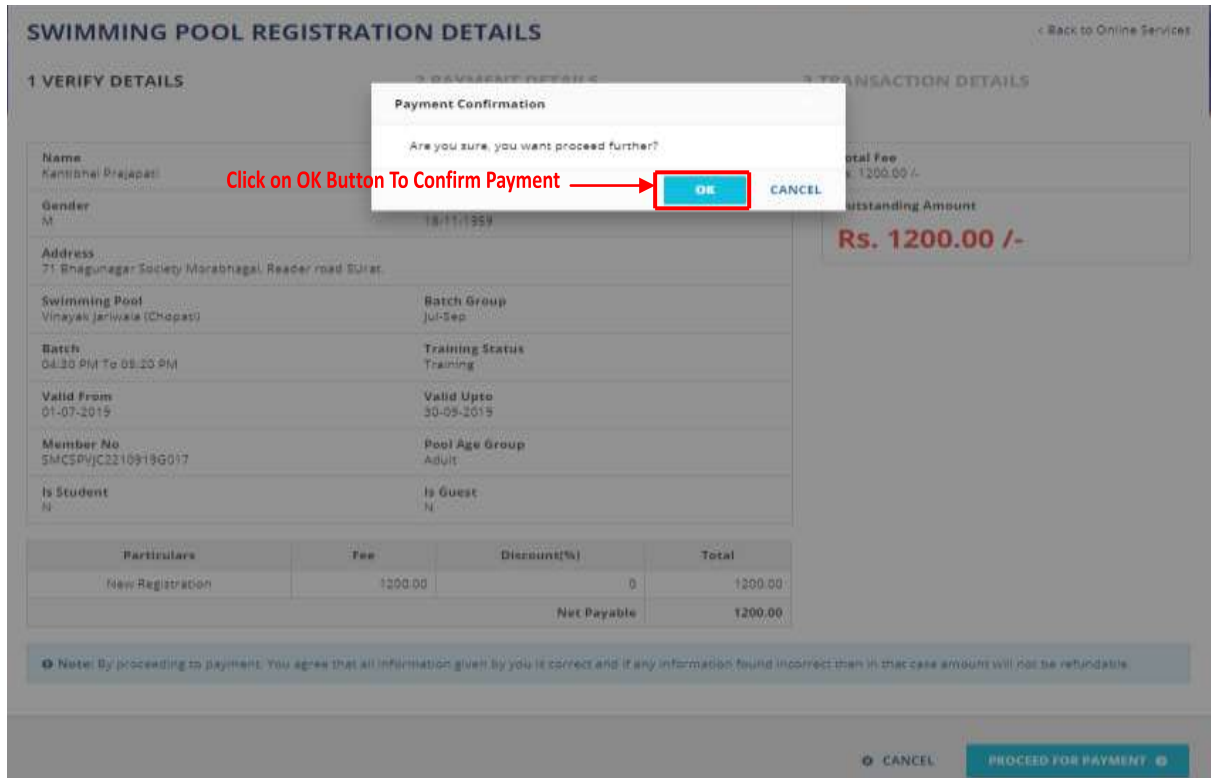 SWIMMING POOL REGISTRATION DETAILS
‹ Back to Online Services
1 VERIFY DETAILS
2 PAYMENT DETAILS
3 TRANSACTION DETAILS
Payment Confirmation
Are you sure, you want proceed further?
OK
CANCEL
Click on OK Button To Confirm Payment
Name
Kantibhai Prajapati
Gender
M
18-11-1959
Address
71 Bhagunagar Society Morabhagal, Reader road SUrat.
Swimming Pool
Vinayak Jariwala (Chopati)
Batch Group
Jul-Sep
Batch
04:30 PM To 05:20 PM
Training Status
Training
Valid From
01-07-2019
Valid Upto
30-09-2019
Member No
Pool Age Group
Adult
Is Student
N
Is Guest
N
Total Fee
1200.00 /-
Outstanding Amount
Rs. 1200.00 /-
Particulars Fee Discount(%) Total
New Registration 1200.00 0 1200.00
Net Payable 1200.00
Note: By proceeding to payment, You agree that all information given by you is correct and if any information found incorrect then in that case amount will not be refundable.
CANCEL
PROCEED FOR PAYMENT